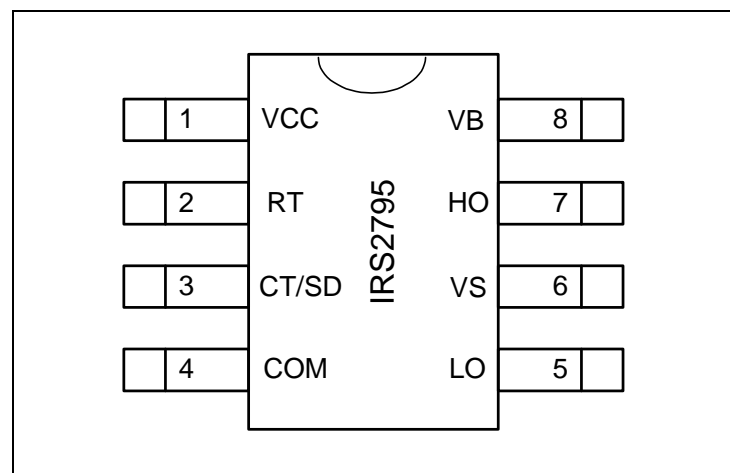 1 VCC VB 8
2 RT HO 7
3 CT/SD VS 6
4 COM LO 5
IRS2795